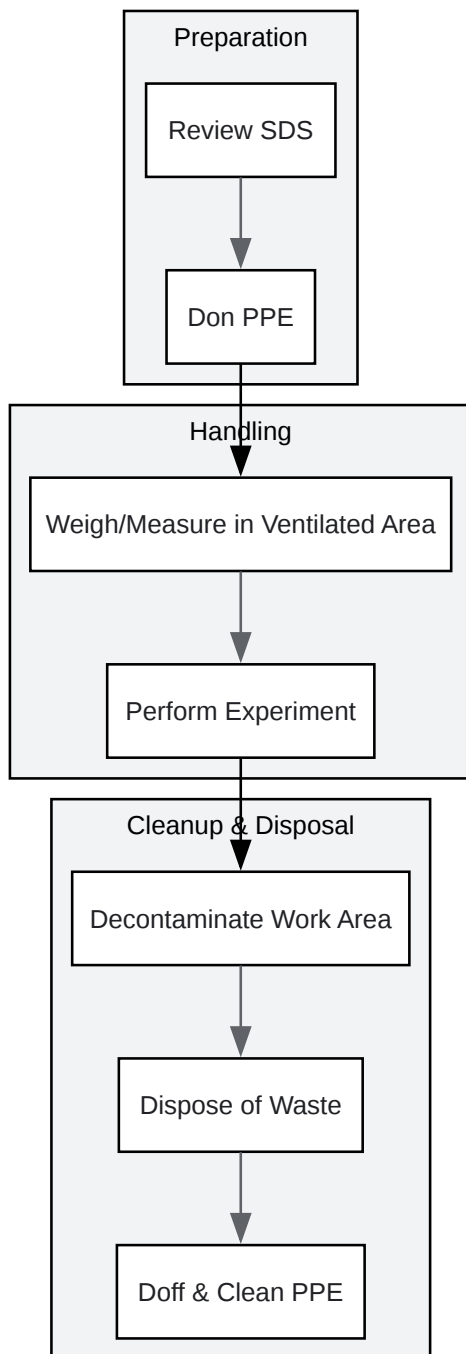 Preparation
Review SDS
Don PPE
Handling
Weigh/Measure in Ventilated Area
Perform Experiment
Cleanup & Disposal
Decontaminate Work Area
Dispose of Waste
Doff & Clean PPE